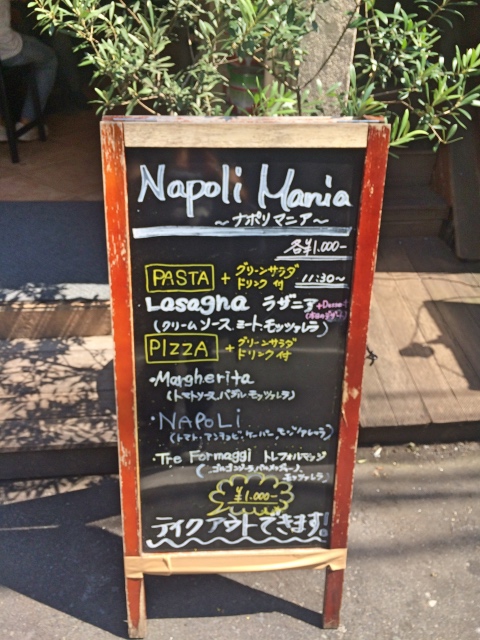 Napoli Mania
～ナポリマニア～
各¥1.000-
PASTA + グリーンサラダ
ドリンク付 11:30～
Lasagna ラザニア +Dessert
(クリームソース、ミート、モッツァレラ)
PIZZA + グリーンサラダ
ドリンク付
・Margherita
(トマトソース、バジル、モッツァレラ)
・NAPOLi
(トマト・アンチョビ、ケーパー、モッツァレラ)
・Tre Formaggi トレフォルマッジ
(ゴルゴンゾーラ、パルメッザーノ、
モッツァレラ)
¥1.000-
テイクアウトできます!